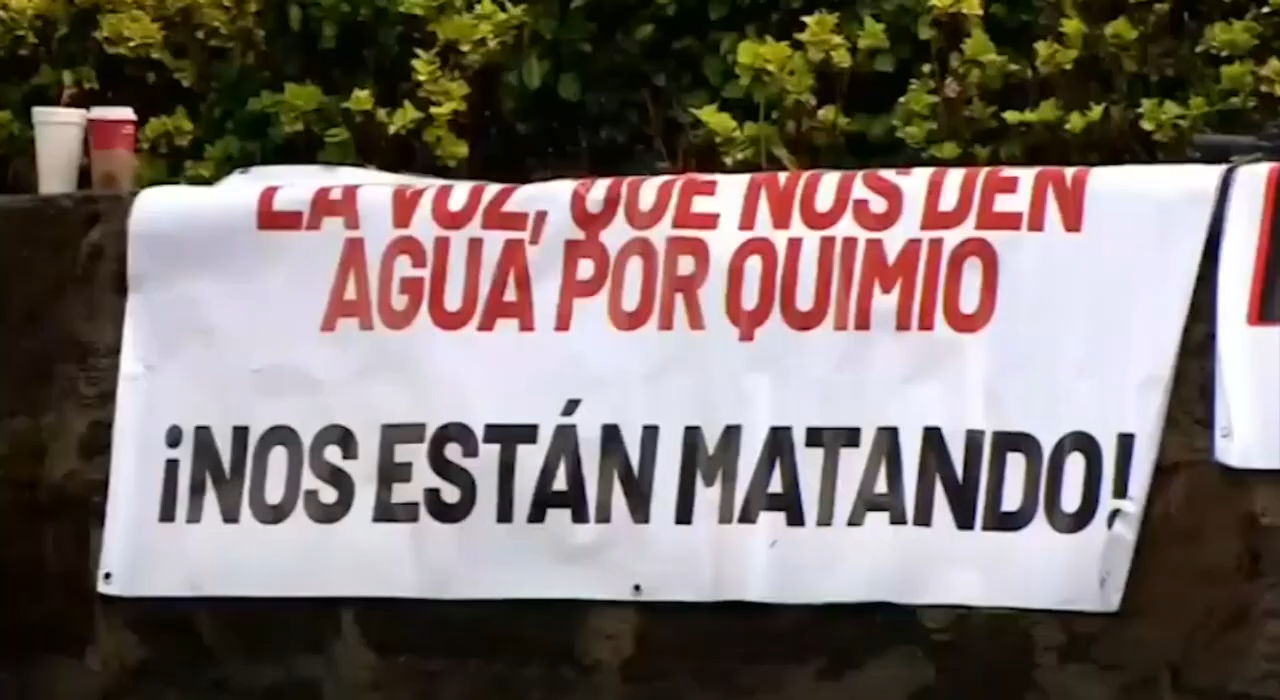 LA VOZ, QUE NOS DEN
AGUA POR QUIMIO
¡NOS ESTÁN MATANDO!